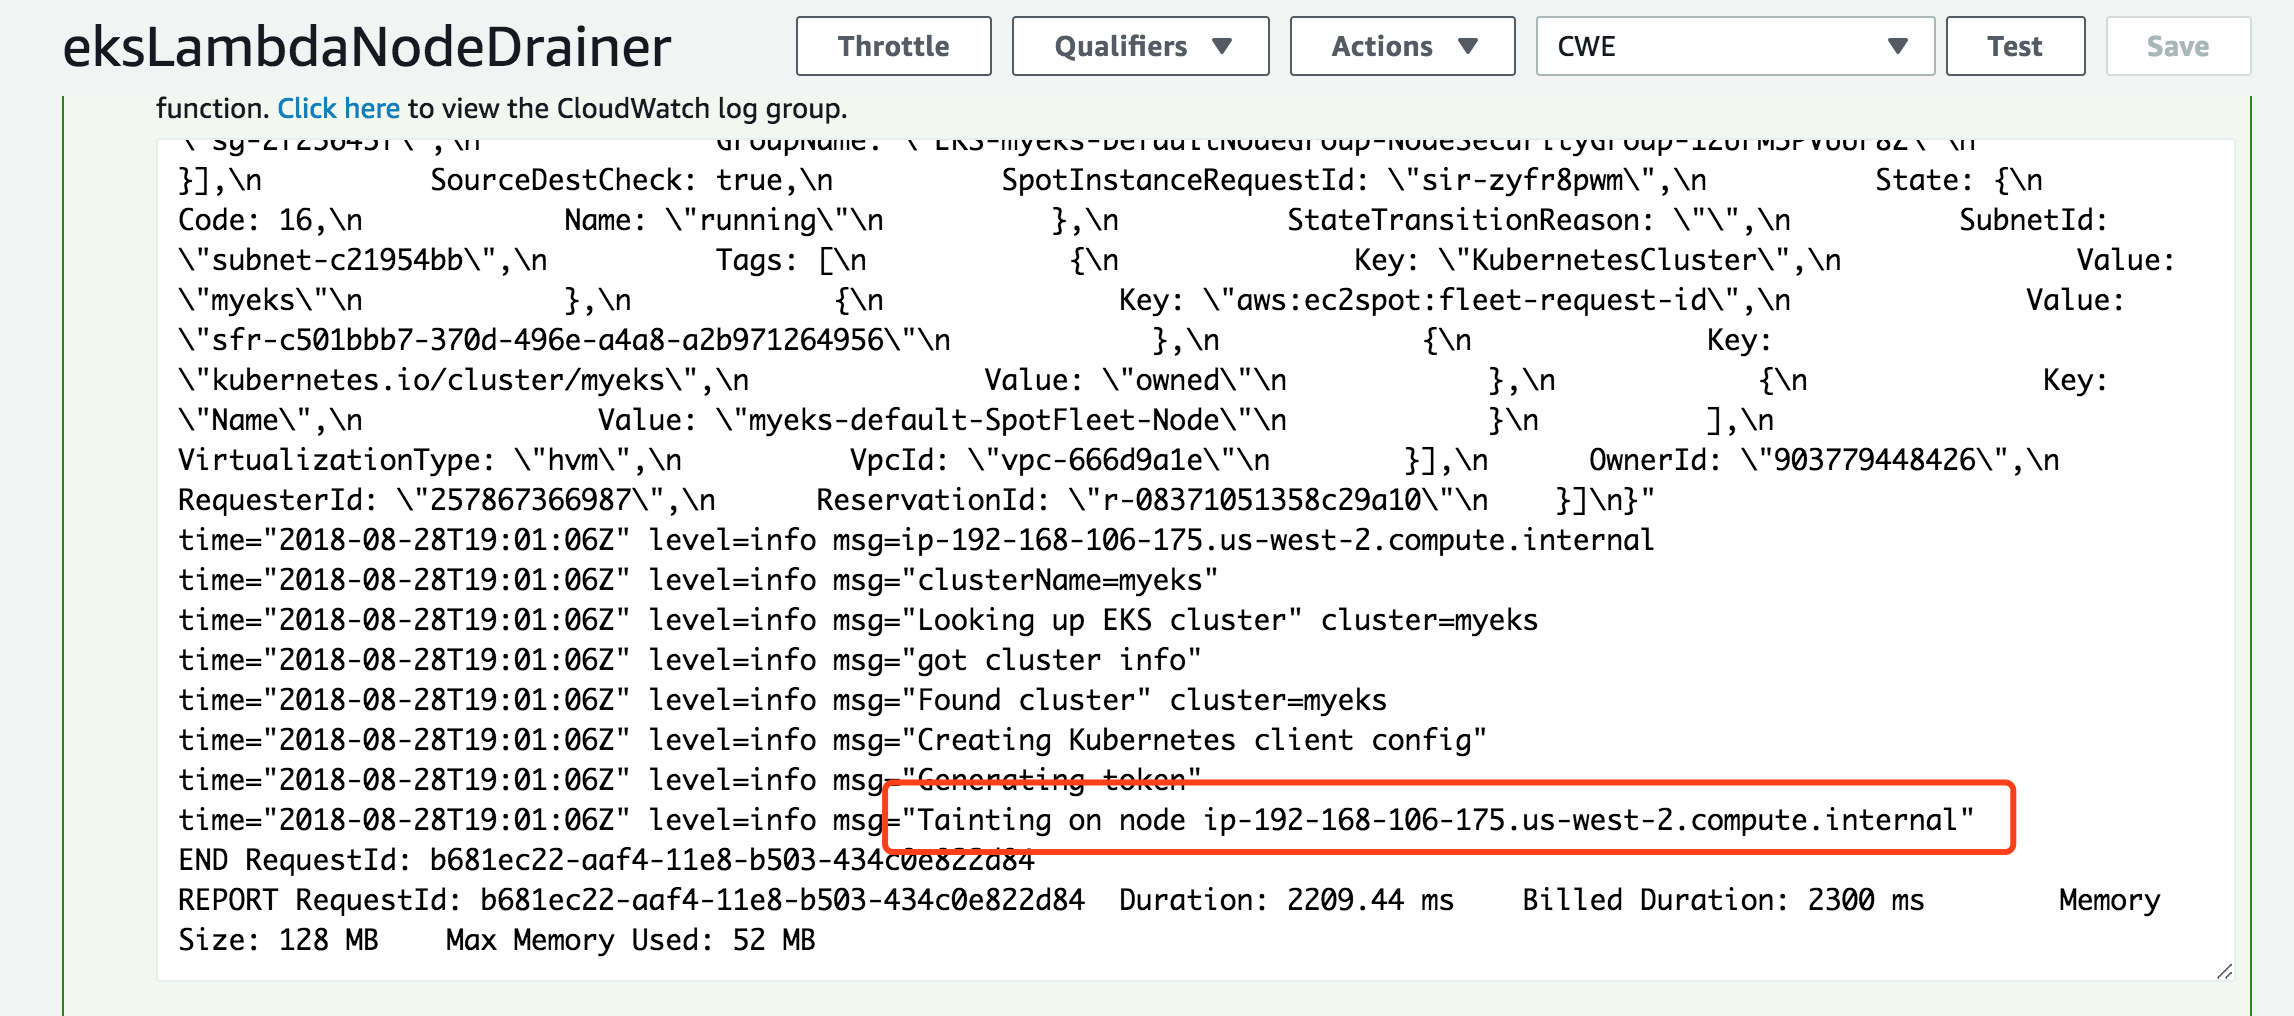 eksLambdaNodeDrainer Throttle Qualifiers Actions CWE Test Save
function. Click here to view the CloudWatch log group.
}],\n SourceDestCheck: true,\n SpotInstanceRequestId: \"sir-zyfr8pwm\",\n State: {\n
Code: 16,\n Name: \"running\"\n },\n StateTransitionReason: \"\",\n SubnetId:
\"subnet-c21954bb\",\n Tags: [\n {\n Key: \"KubernetesCluster\",\n Value:
\"myeks\"\n },\n {\n Key: \"aws:ec2spot:fleet-request-id\",\n Value:
\"sfr-c501bbb7-370d-496e-a4a8-a2b971264956\"\n },\n {\n Key:
\"kubernetes.io/cluster/myeks\",\n Value: \"owned\"\n },\n {\n Key:
\"Name\",\n Value: \"myeks-default-SpotFleet-Node\"\n }\n ],\n
VirtualizationType: \"hvm\",\n VpcId: \"vpc-666d9a1e\"\n }],\n OwnerId: \"903779448426\",\n
RequesterId: \"257867366987\",\n ReservationId: \"r-08371051358c29a10\"\n }]\n}"
time="2018-08-28T19:01:06Z" level=info msg=ip-192-168-106-175.us-west-2.compute.internal
time="2018-08-28T19:01:06Z" level=info msg="clusterName=myeks"
time="2018-08-28T19:01:06Z" level=info msg="Looking up EKS cluster" cluster=myeks
time="2018-08-28T19:01:06Z" level=info msg="got cluster info"
time="2018-08-28T19:01:06Z" level=info msg="Found cluster" cluster=myeks
time="2018-08-28T19:01:06Z" level=info msg="Creating Kubernetes client config"
time="2018-08-28T19:01:06Z" level=info msg="Generating token"
time="2018-08-28T19:01:06Z" level=info msg="Tainting on node ip-192-168-106-175.us-west-2.compute.internal"
END RequestId: b681ec22-aaf4-11e8-b503-434c0e822d84
REPORT RequestId: b681ec22-aaf4-11e8-b503-434c0e822d84 Duration: 2209.44 ms Billed Duration: 2300 ms Memory
Size: 128 MB Max Memory Used: 52 MB